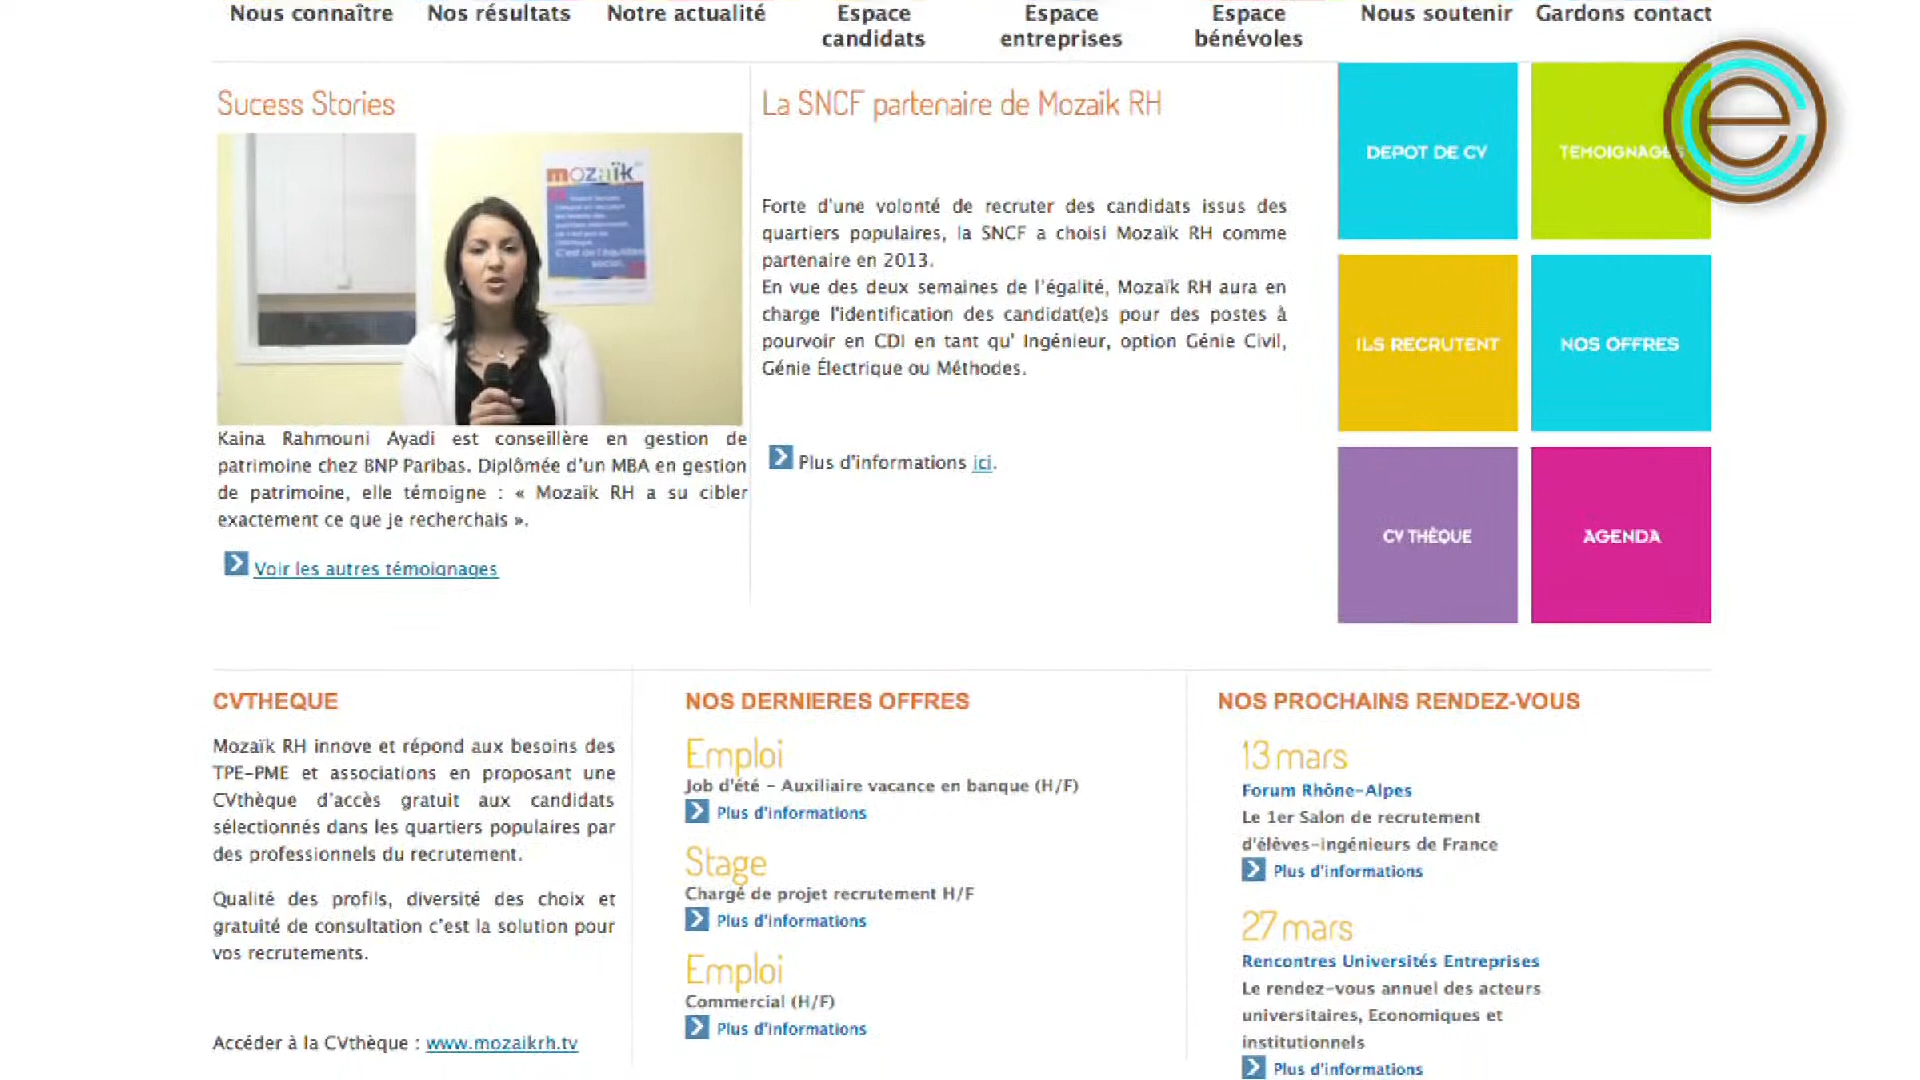 Nous connaître
Nos résultats
Notre actualité
Espace
candidats
Espace
entreprises
Espace
bénévoles
Nous soutenir
Gardons contact
Sucess Stories
mozaïk
Kaina Rahmouni Ayadi est conseillère en gestion de
patrimoine chez BNP Paribas. Diplômée d'un MBA en gestion
de patrimoine, elle témoigne : « Mozaïk RH a su cibler
exactement ce que je recherchais ».
Voir les autres témoignages
La SNCF partenaire de Mozaïk RH
Forte d'une volonté de recruter des candidats issus des
quartiers populaires, la SNCF a choisi Mozaïk RH comme
partenaire en 2013.
En vue des deux semaines de l'égalité, Mozaïk RH aura en
charge l'identification des candidat(e)s pour des postes à
pourvoir en CDI en tant qu' Ingénieur, option Génie Civil,
Génie Électrique ou Méthodes.
Plus d'informations ici.
DEPOT DE CV
TEMOIGNAGES
ILS RECRUTENT
NOS OFFRES
CV THÈQUE
AGENDA
CVTHEQUE
Mozaïk RH innove et répond aux besoins des
TPE-PME et associations en proposant une
CVthèque d'accès gratuit aux candidats
sélectionnés dans les quartiers populaires par
des professionnels du recrutement.
Qualité des profils, diversité des choix et
gratuité de consultation c'est la solution pour
vos recrutements.
Accéder à la CVthèque : www.mozaikrh.tv
NOS DERNIERES OFFRES
Emploi
Job d'été - Auxiliaire vacance en banque (H/F)
Plus d'informations
Stage
Chargé de projet recrutement H/F
Plus d'informations
Emploi
Commercial (H/F)
Plus d'informations
NOS PROCHAINS RENDEZ-VOUS
13 mars
Forum Rhône-Alpes
Le 1er Salon de recrutement
d'élèves-ingénieurs de France
Plus d'informations
27 mars
Rencontres Universités Entreprises
Le rendez-vous annuel des acteurs
universitaires, Economiques et
institutionnels
Plus d'informations